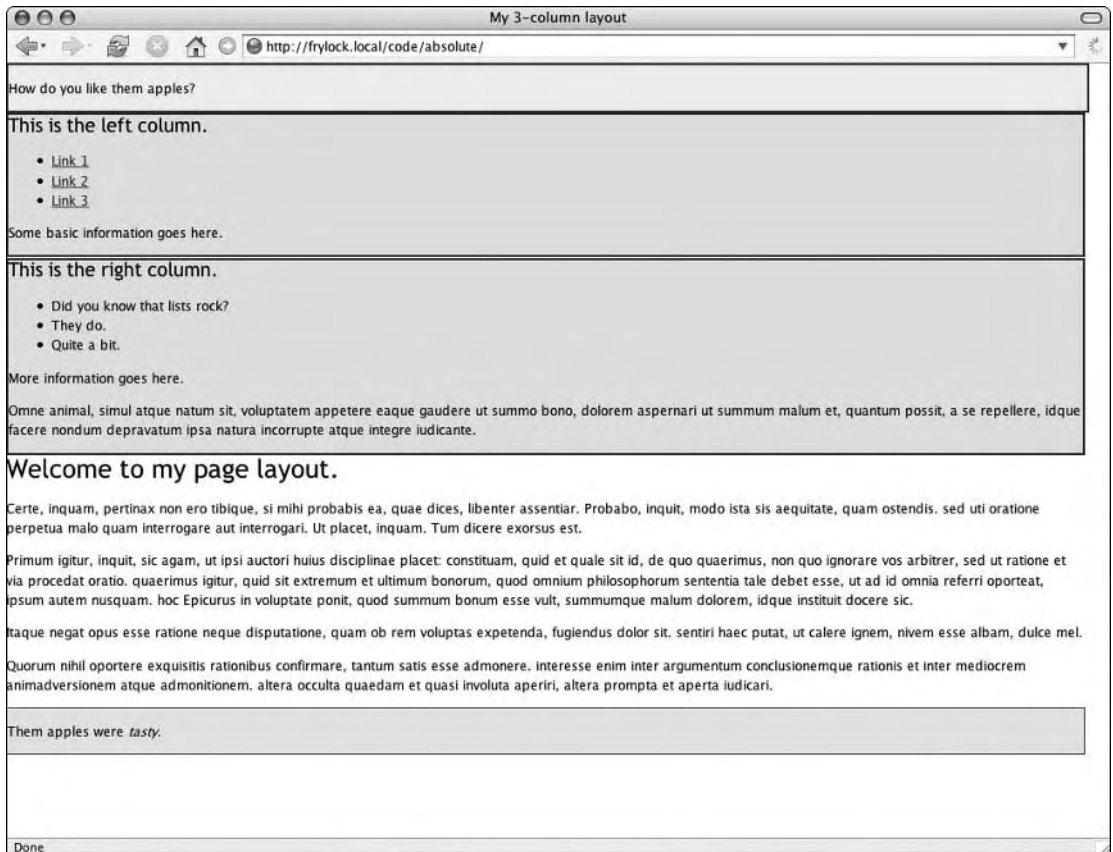 My 3-column layout
http://frylock.local/code/absolute/
How do you like them apples?
This is the left column.
• Link 1
• Link 2
• Link 3
Some basic information goes here.
This is the right column.
• Did you know that lists rock?
• They do.
• Quite a bit.
More information goes here.
Omne animal, simul atque natum sit, voluptatem appetere eaque gaudere ut summo bono, dolorem aspernari ut summum malum et, quantum possit, a se repellere, idque
facere nondum depravatum ipsa natura incorrupte atque integre iudicante.
Welcome to my page layout.
Certe, inquam, pertinax non ero tibique, si mihi probabis ea, quae dices, libenter assentiar. Probabo, inquit, modo ista sis aequitate, quam ostendis. sed uti oratione
perpetua malo quam interrogare aut interrogari. Ut placet, inquam. Tum dicere exorsus est.
Primum igitur, inquit, sic agam, ut ipsi auctori huius disciplinae placet: constituam, quid et quale sit id, de quo quaerimus, non quo ignorare vos arbitrer, sed ut ratione et
via procedat oratio. quaerimus igitur, quid sit extremum et ultimum bonorum, quod omnium philosophorum sententia tale debet esse, ut ad id omnia referri oporteat,
ipsum autem nusquam. hoc Epicurus in voluptate ponit, quod summum bonum esse vult, summumque malum dolorem, idque instituit docere sic.
Itaque negat opus esse ratione neque disputatione, quam ob rem voluptas expetenda, fugiendus dolor sit. sentiri haec putat, ut calere ignem, nivem esse albam, dulce mel.
Quorum nihil oportere exquisitis rationibus confirmare, tantum satis esse admonere. interesse enim inter argumentum conclusionemque rationis et inter mediocrem
animadversionem atque admonitionem. altera occulta quaedam et quasi involuta aperiri, altera prompta et aperta iudicari.
Them apples were tasty.
Done